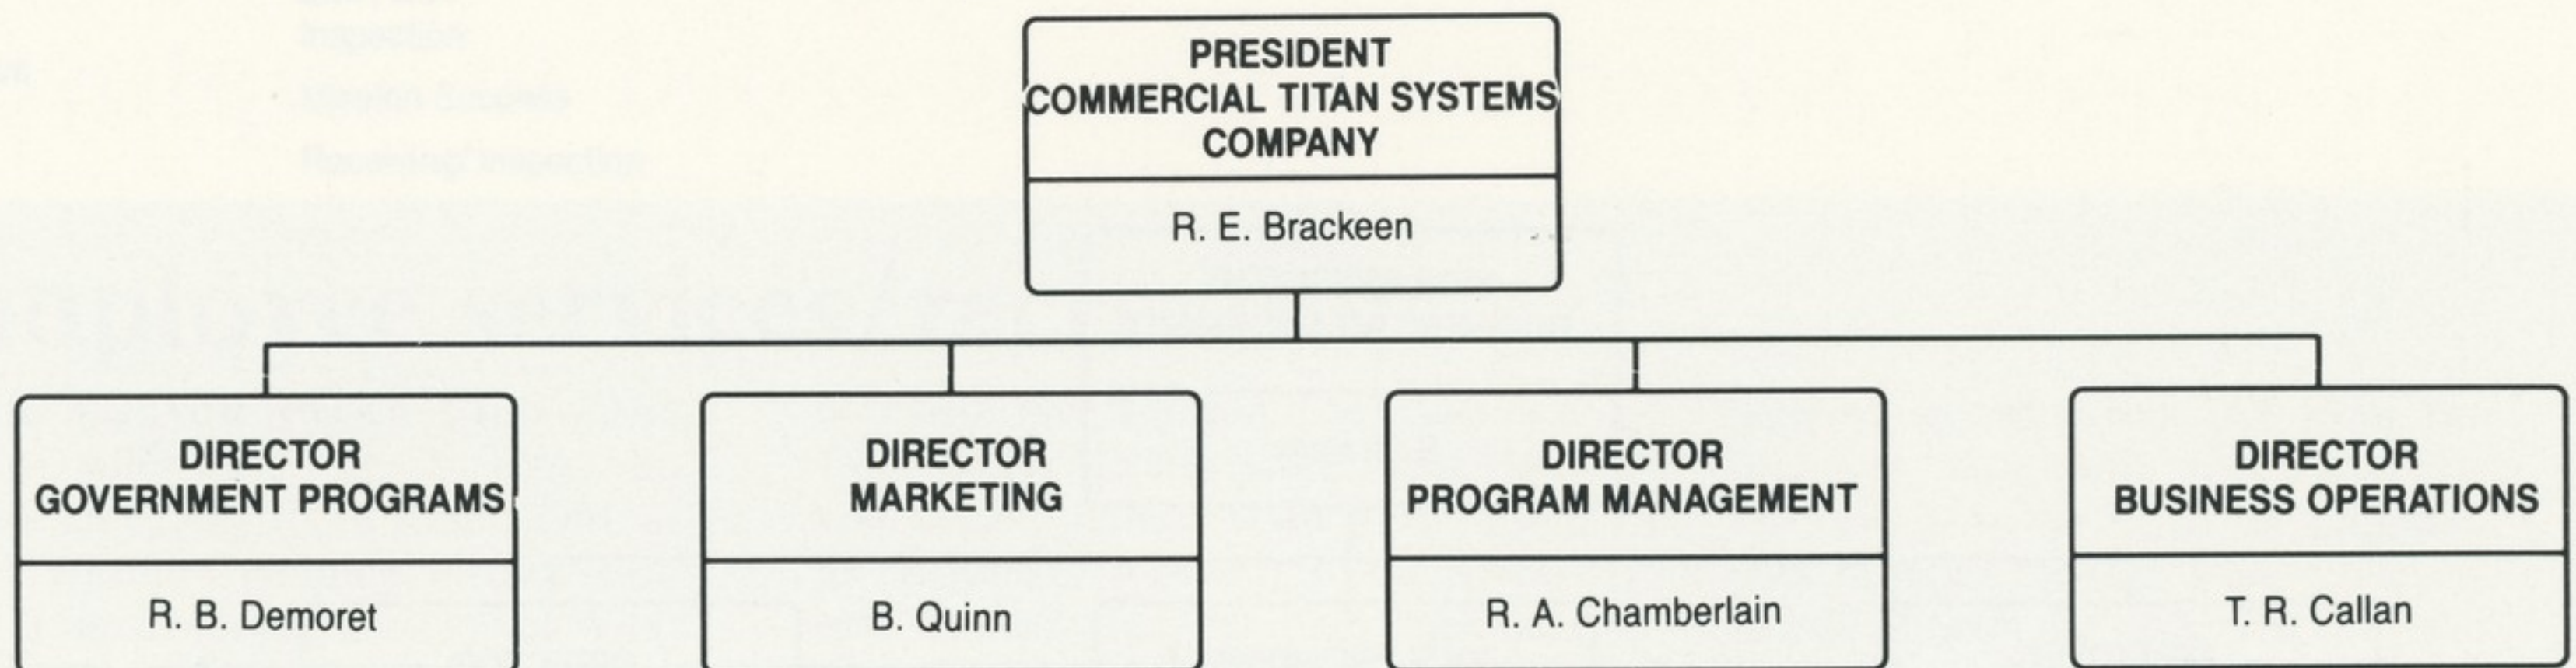 PRESIDENT
COMMERCIAL TITAN SYSTEMS
COMPANY
R. E. Brackeen
DIRECTOR
GOVERNMENT PROGRAMS
R. B. Demoret
DIRECTOR
MARKETING
B. Quinn
DIRECTOR
PROGRAM MANAGEMENT
R. A. Chamberlain
DIRECTOR
BUSINESS OPERATIONS
T. R. Callan